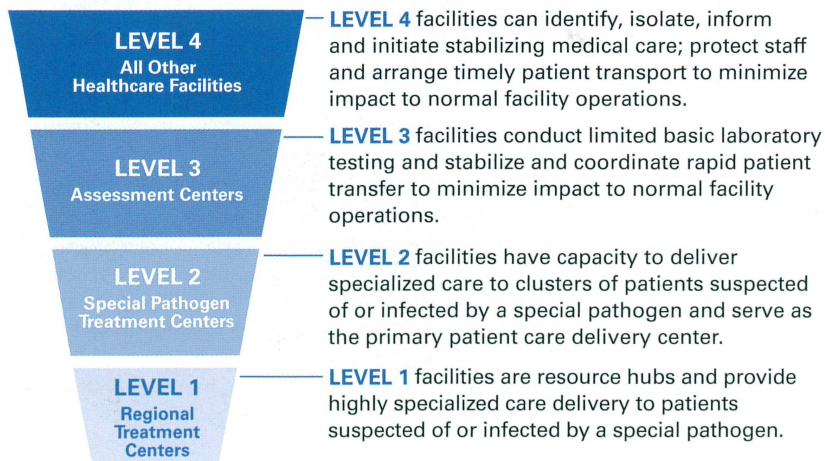 LEVEL 4
All Other
Healthcare Facilities
LEVEL 4 facilities can identify, isolate, inform
and initiate stabilizing medical care; protect staff
and arrange timely patient transport to minimize
impact to normal facility operations.
LEVEL 3
Assessment Centers
LEVEL 3 facilities conduct limited basic laboratory
testing and stabilize and coordinate rapid patient
transfer to minimize impact to normal facility
operations.
LEVEL 2
Special Pathogen
Treatment Centers
LEVEL 2 facilities have capacity to deliver
specialized care to clusters of patients suspected
of or infected by a special pathogen and serve as
the primary patient care delivery center.
LEVEL 1
Regional
Treatment
Centers
LEVEL 1 facilities are resource hubs and provide
highly specialized care delivery to patients
suspected of or infected by a special pathogen.